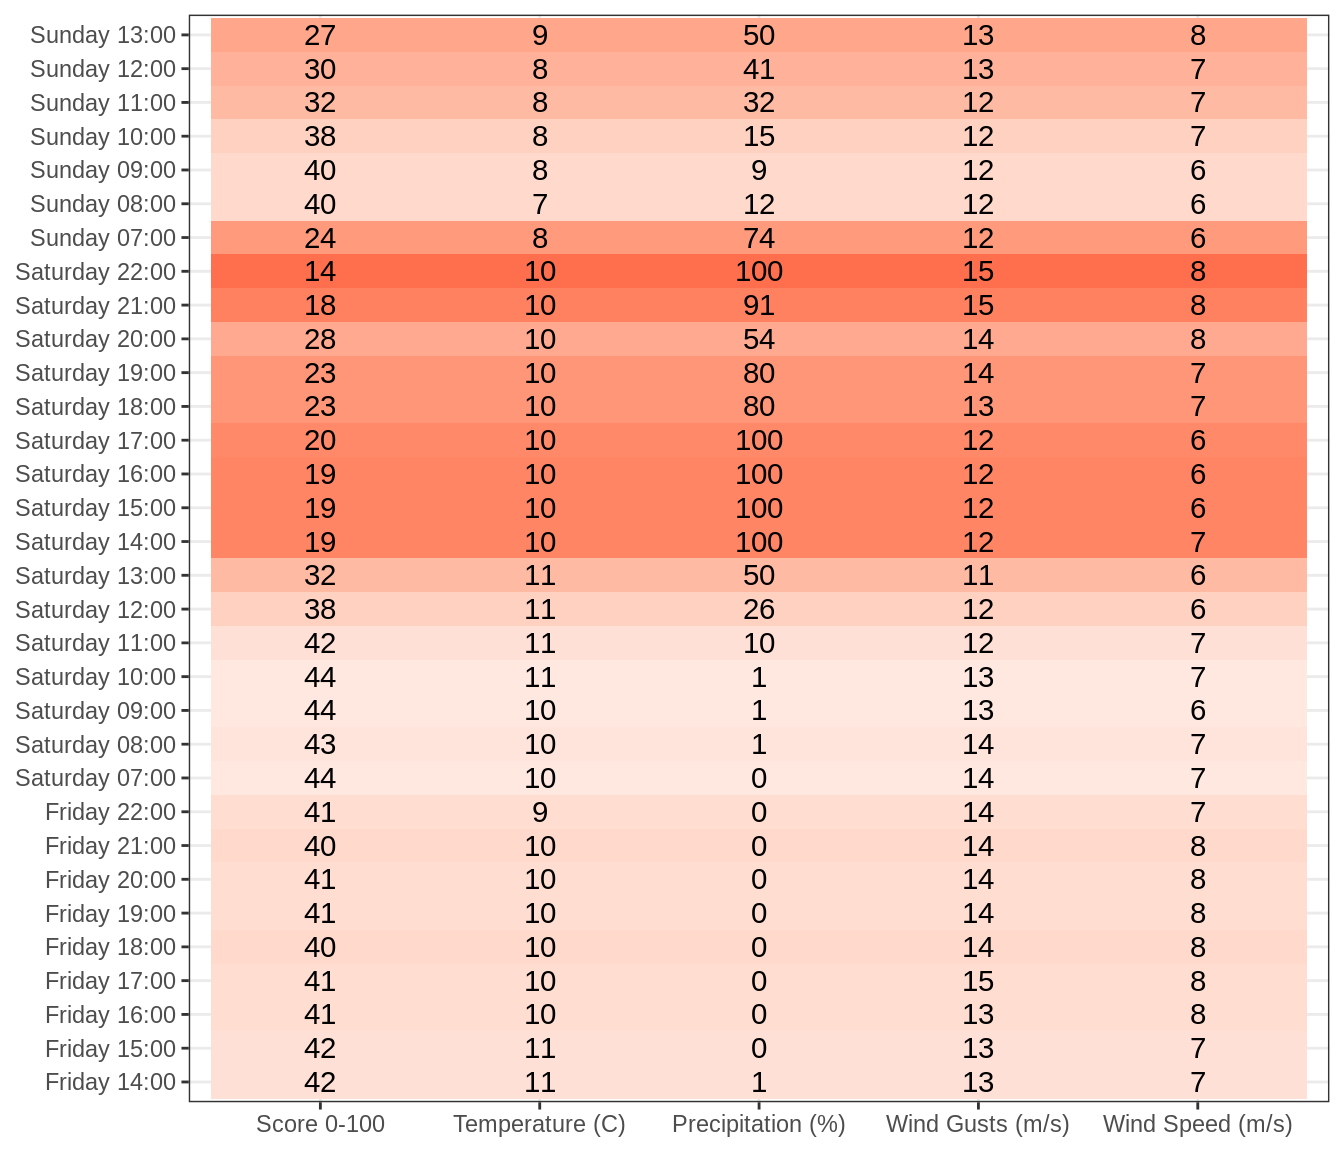 Sunday 13:00 27 9 50 13 8
Sunday 12:00 30 8 41 13 7
Sunday 11:00 32 8 32 12 7
Sunday 10:00 38 8 15 12 7
Sunday 09:00 40 8 9 12 6
Sunday 08:00 40 7 12 12 6
Sunday 07:00 24 8 74 12 6
Saturday 22:00 14 10 100 15 8
Saturday 21:00 18 10 91 15 8
Saturday 20:00 28 10 54 14 8
Saturday 19:00 23 10 80 14 7
Saturday 18:00 23 10 80 13 7
Saturday 17:00 20 10 100 12 6
Saturday 16:00 19 10 100 12 6
Saturday 15:00 19 10 100 12 6
Saturday 14:00 19 10 100 12 7
Saturday 13:00 32 11 50 11 6
Saturday 12:00 38 11 26 12 6
Saturday 11:00 42 11 10 12 7
Saturday 10:00 44 11 1 13 7
Saturday 09:00 44 10 1 13 6
Saturday 08:00 43 10 1 14 7
Saturday 07:00 44 10 0 14 7
Friday 22:00 41 9 0 14 7
Friday 21:00 40 10 0 14 8
Friday 20:00 41 10 0 14 8
Friday 19:00 41 10 0 14 8
Friday 18:00 40 10 0 14 8
Friday 17:00 41 10 0 15 8
Friday 16:00 41 10 0 13 8
Friday 15:00 42 11 0 13 7
Friday 14:00 42 11 1 13 7
Score 0-100 Temperature (C) Precipitation (%) Wind Gusts (m/s) Wind Speed (m/s)